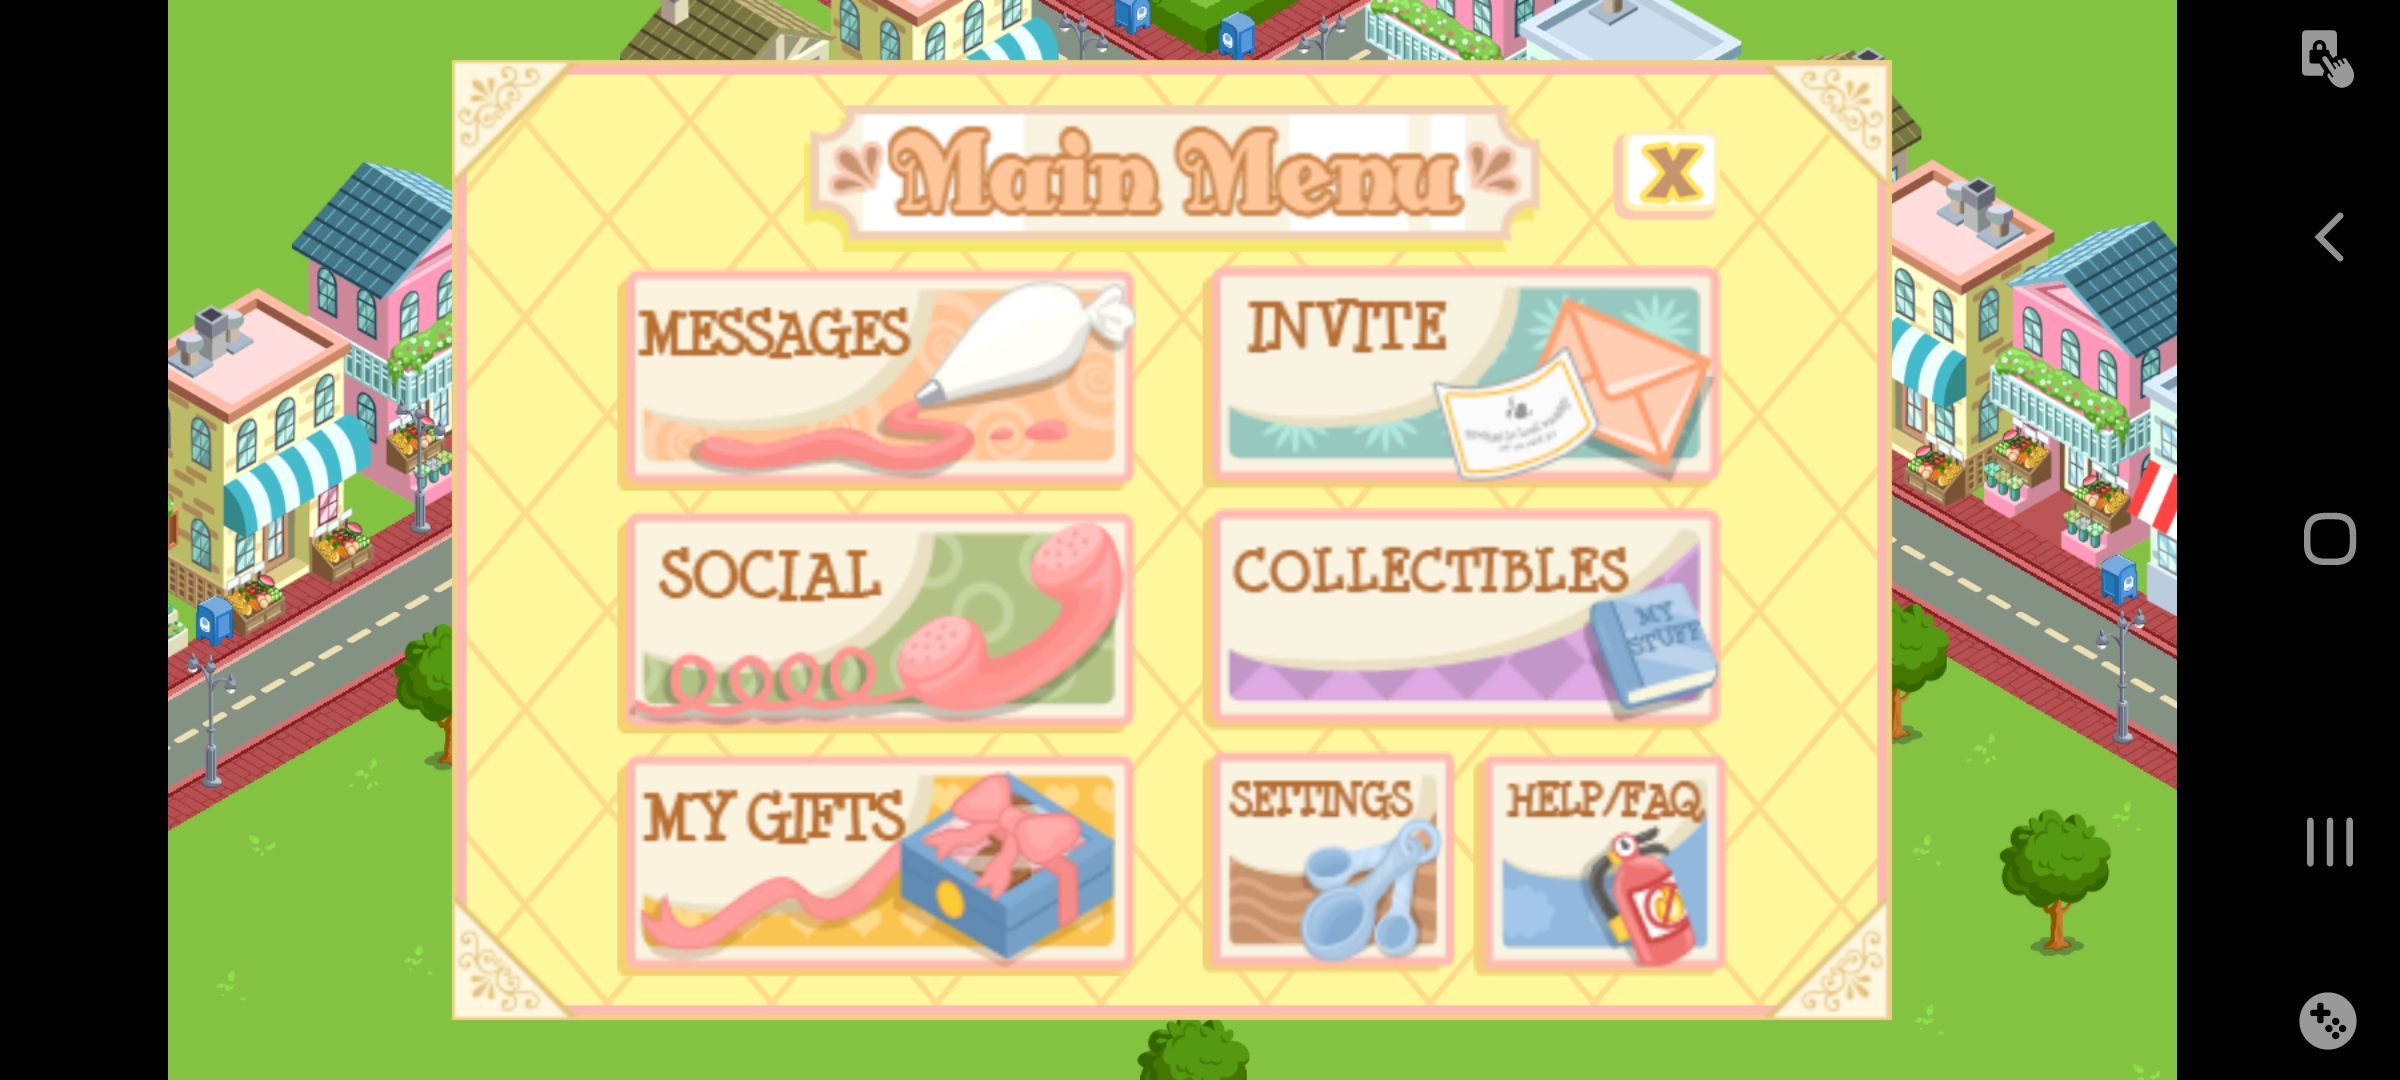 Main Menu
X
MESSAGES
INVITE
SOCIAL
COLLECTIBLES
MY
STUFF
MY GIFTS
SETTINGS
HELP/FAQ